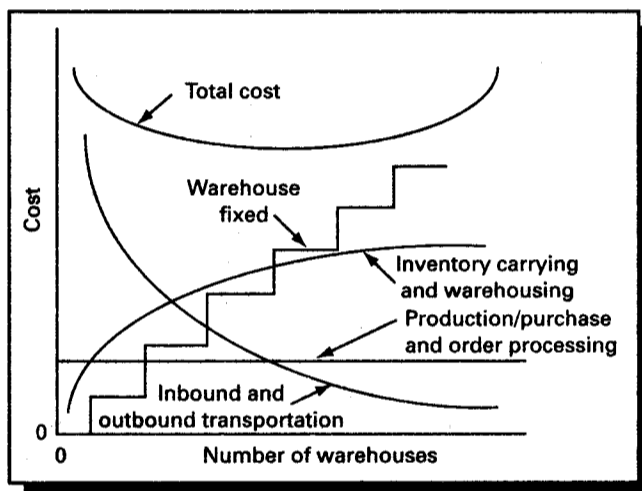 Total cost
Warehouse
fixed
Cost
Inventory carrying
and warehousing
Production/purchase
and order processing
Inbound and
outbound transportation
0
0
Number of warehouses